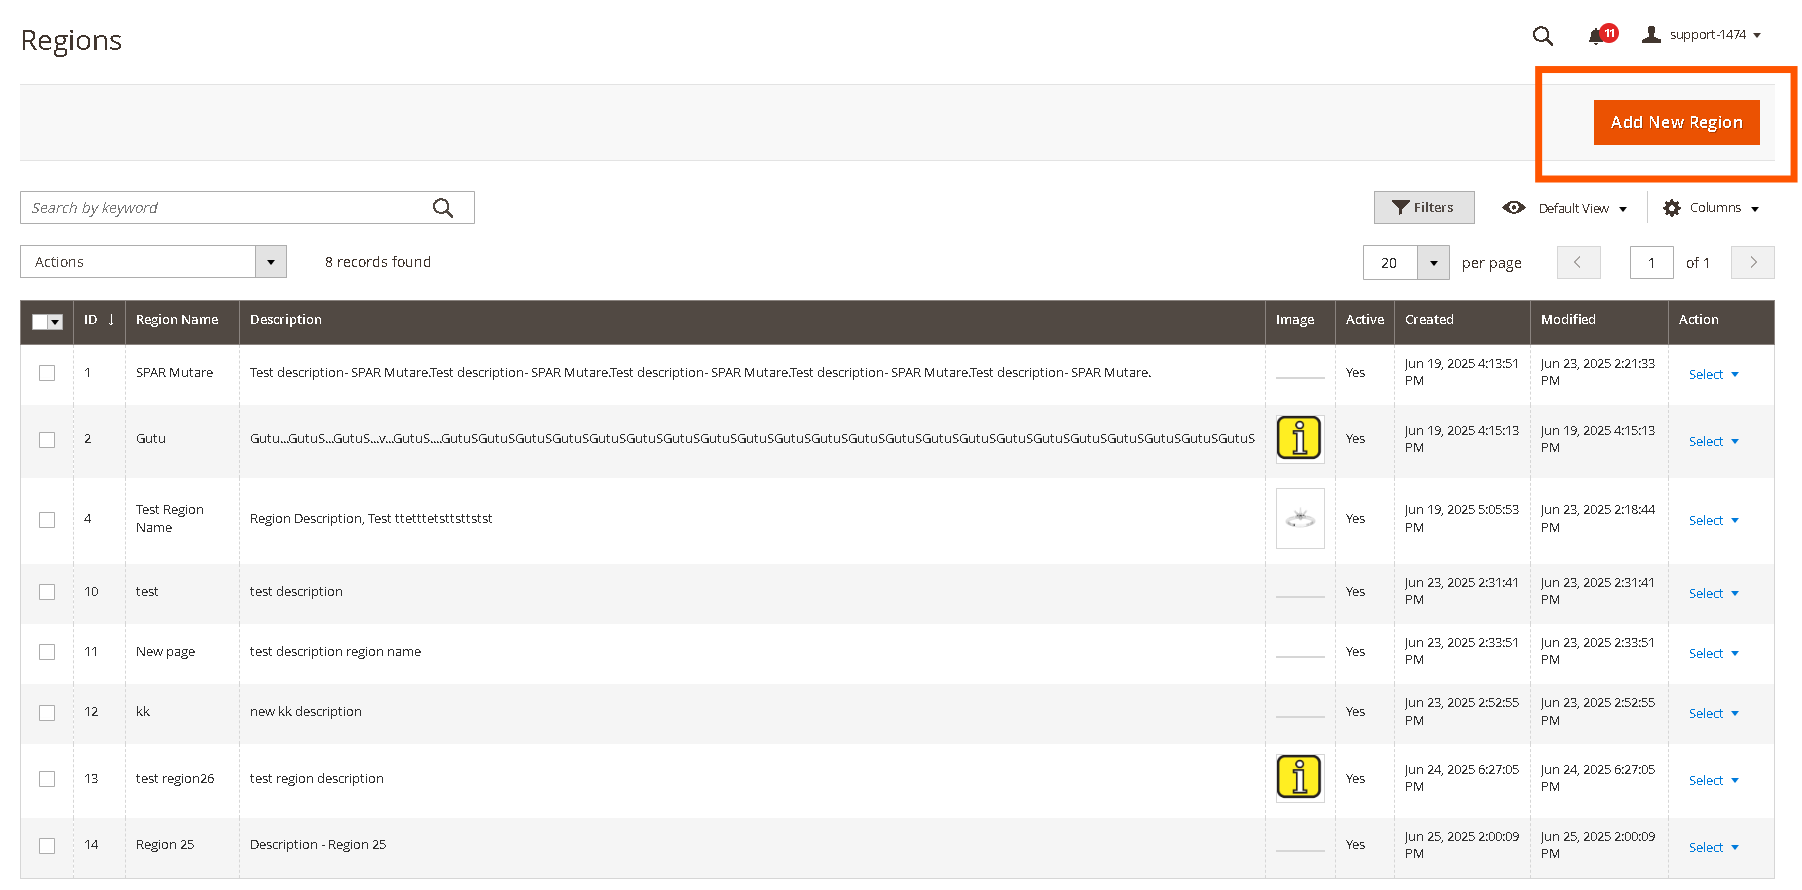 Regions
11
support-1474
Add New Region
Search by keyword
Filters
Default View
Columns
Actions
8 records found
20
per page
1
of 1
ID ↓ Region Name Description Image Active Created Modified Action
1 SPAR Mutare Test description- SPAR Mutare.Test description- SPAR Mutare.Test description- SPAR Mutare.Test description- SPAR Mutare.Test description- SPAR Mutare. Yes Jun 19, 2025 4:13:51 Jun 23, 2025 2:21:33 Select
PM PM
2 Gutu Gutu...GutuS...GutuS...v...GutuS....GutuSGutuSGutuSGutuSGutuSGutuSGutuSGutuSGutuSGutuSGutuSGutuSGutuSGutuSGutuSGutuSGutuSGutuSGutuSGutuSGutuSGutuS Yes Jun 19, 2025 4:15:13 Jun 19, 2025 4:15:13 Select
PM PM
4 Test Region Region Description, Test ttetttetsttsttstst Yes Jun 19, 2025 5:05:53 Jun 23, 2025 2:18:44 Select
Name PM PM
10 test test description Yes Jun 23, 2025 2:31:41 Jun 23, 2025 2:31:41 Select
PM PM
11 New page test description region name Yes Jun 23, 2025 2:33:51 Jun 23, 2025 2:33:51 Select
PM PM
12 kk new kk description Yes Jun 23, 2025 2:52:55 Jun 23, 2025 2:52:55 Select
PM PM
13 test region26 test region description i Yes Jun 24, 2025 6:27:05 Jun 24, 2025 6:27:05 Select
PM PM
14 Region 25 Description - Region 25 Yes Jun 25, 2025 2:00:09 Jun 25, 2025 2:00:09 Select
PM PM